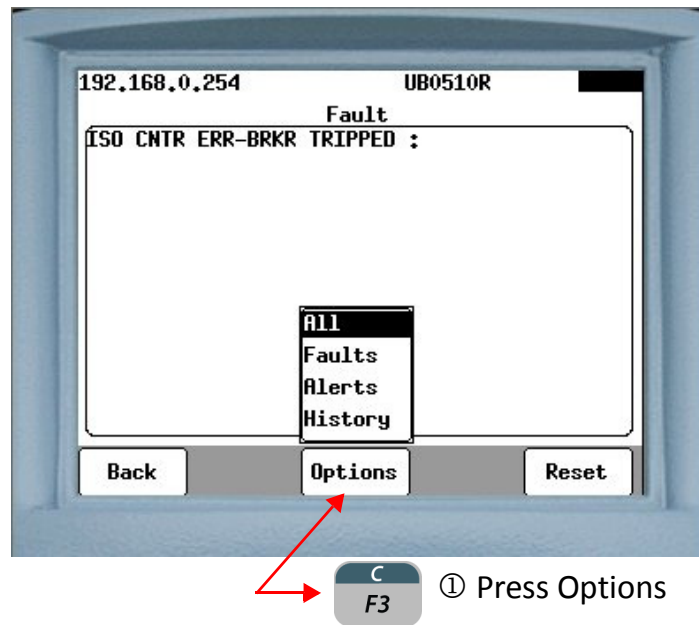 192.168.0.254 UB0510R
Fault
ISO CNTR ERR-BRKR TRIPPED :
All
Faults
Alerts
History
Back Options Reset
C
F3 ① Press Options